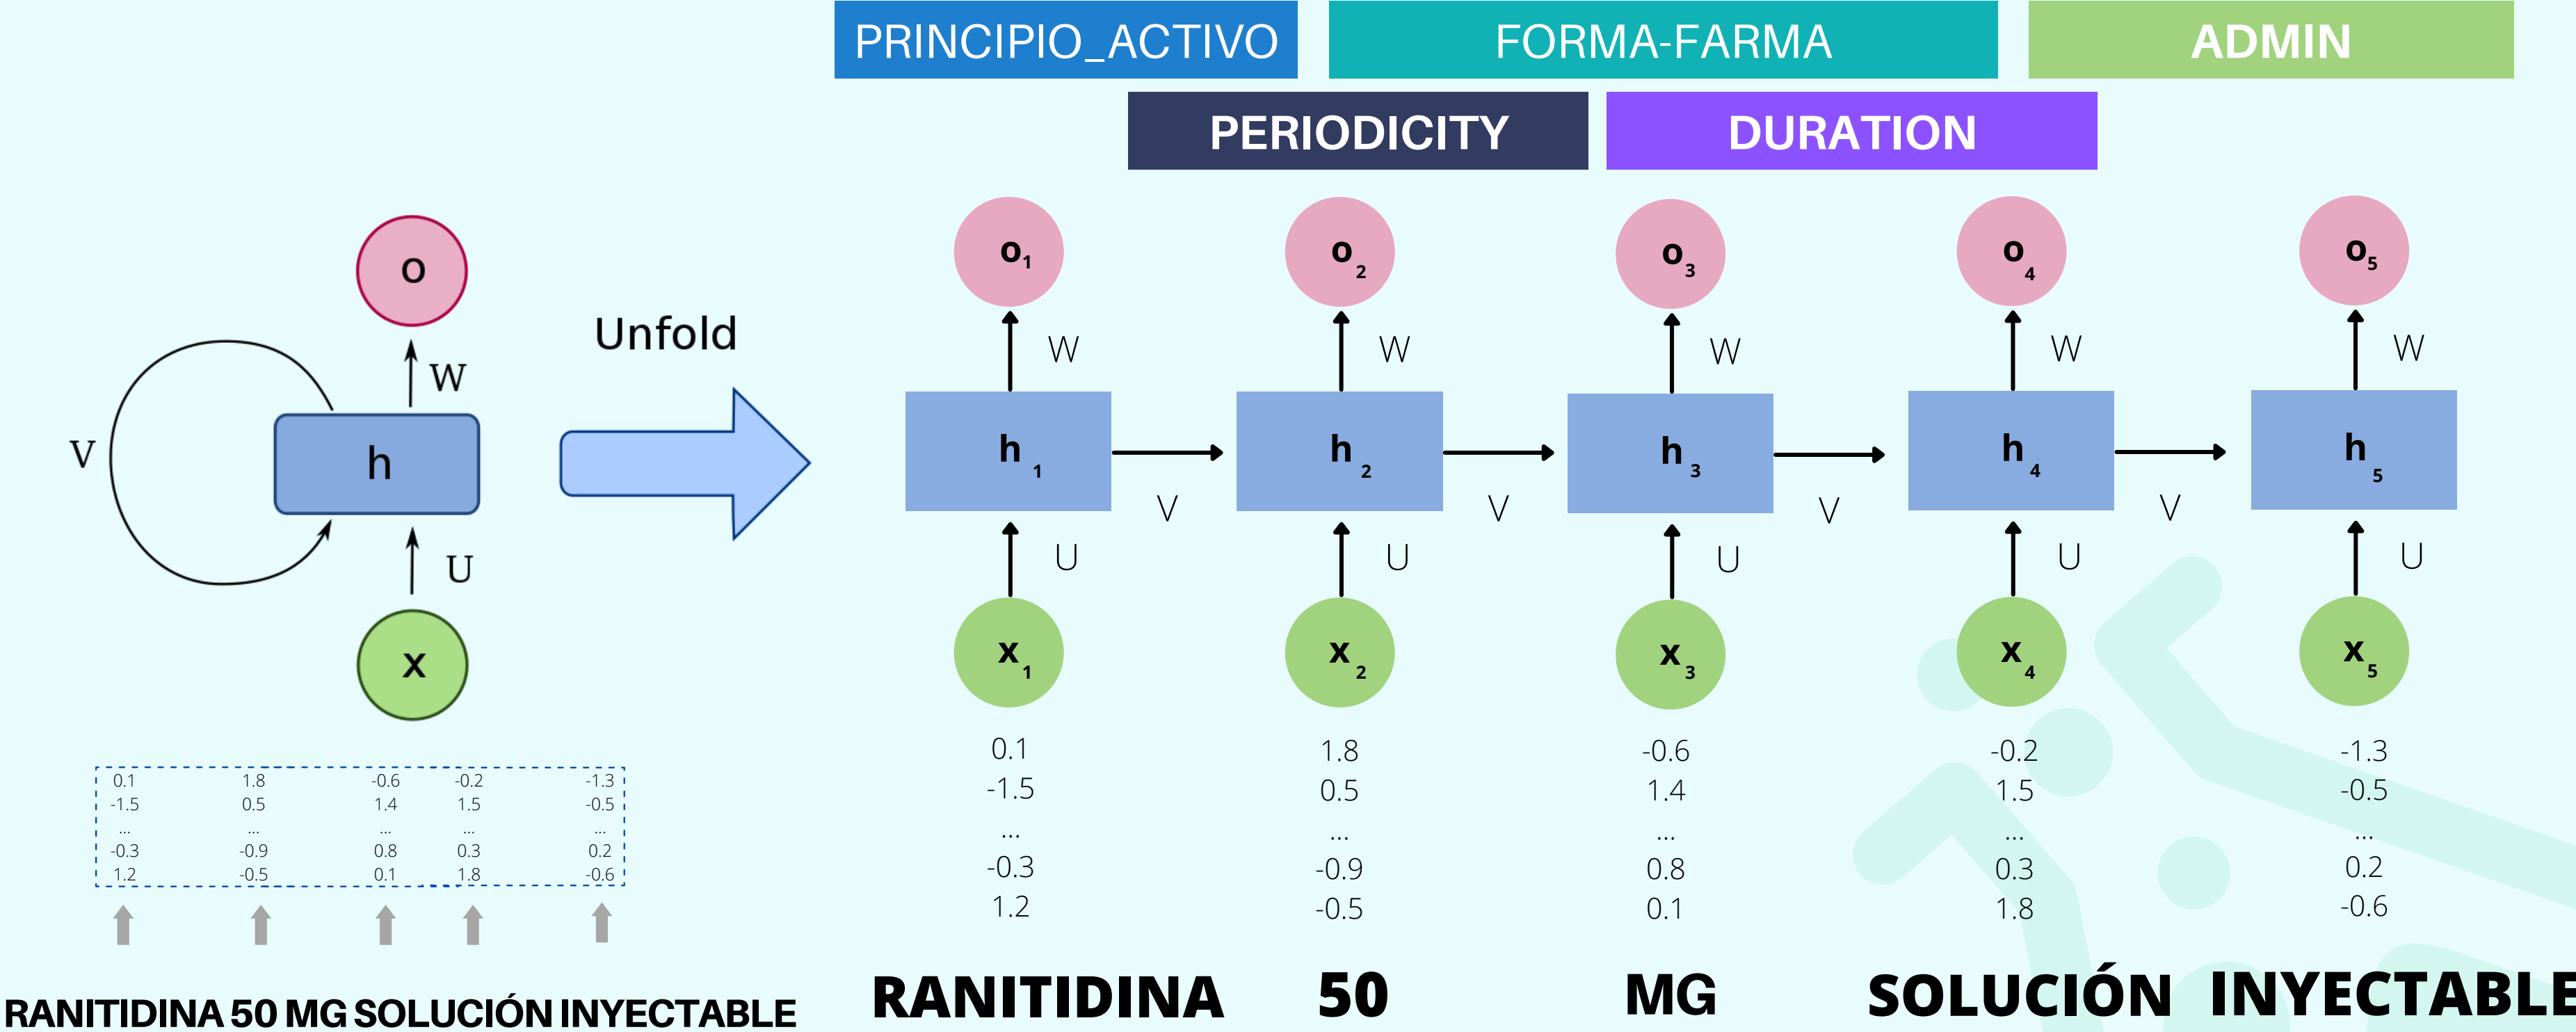 PRINCIPIO_ACTIVO FORMA-FARMA ADMIN
PERIODICITY DURATION
o
W
V
h
U
x
Unfold
o1 o2 o3 o4 o5
W W W W W
h1 h2 h3 h4 h5
V V V V
U U U U U
x1 x2 x3 x4 x5
0.1 1.8 -0.6 -0.2 -1.3
-1.5 0.5 1.4 1.5 -0.5
... ... ... ... ...
-0.3 -0.9 0.8 0.3 0.2
1.2 -0.5 0.1 1.8 -0.6
RANITIDINA 50 MG SOLUCIÓN INYECTABLE
0.1 1.8 -0.6 -0.2 -1.3
-1.5 0.5 1.4 1.5 -0.5
... ... ... ... ...
-0.3 -0.9 0.8 0.3 0.2
1.2 -0.5 0.1 1.8 -0.6
RANITIDINA 50 MG SOLUCIÓN INYECTABLE